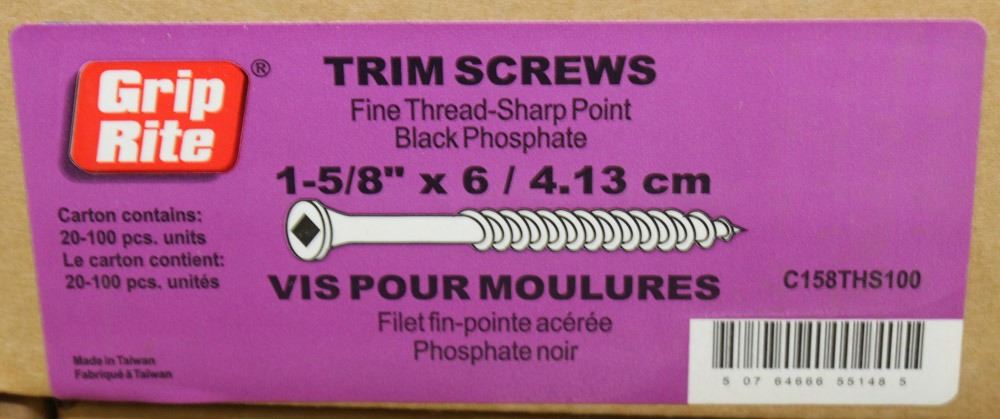 Grip
Rite
®
TRIM SCREWS
Fine Thread-Sharp Point
Black Phosphate
1-5/8" x 6 / 4.13 cm
Carton contains:
20-100 pcs. units
Le carton contient:
20-100 pcs. unités
VIS POUR MOULURES
C158THS100
Filet fin-pointe acérée
Phosphate noir
Made in Taiwan
Fabriqué à Taiwan
5 07 64666 55148 5